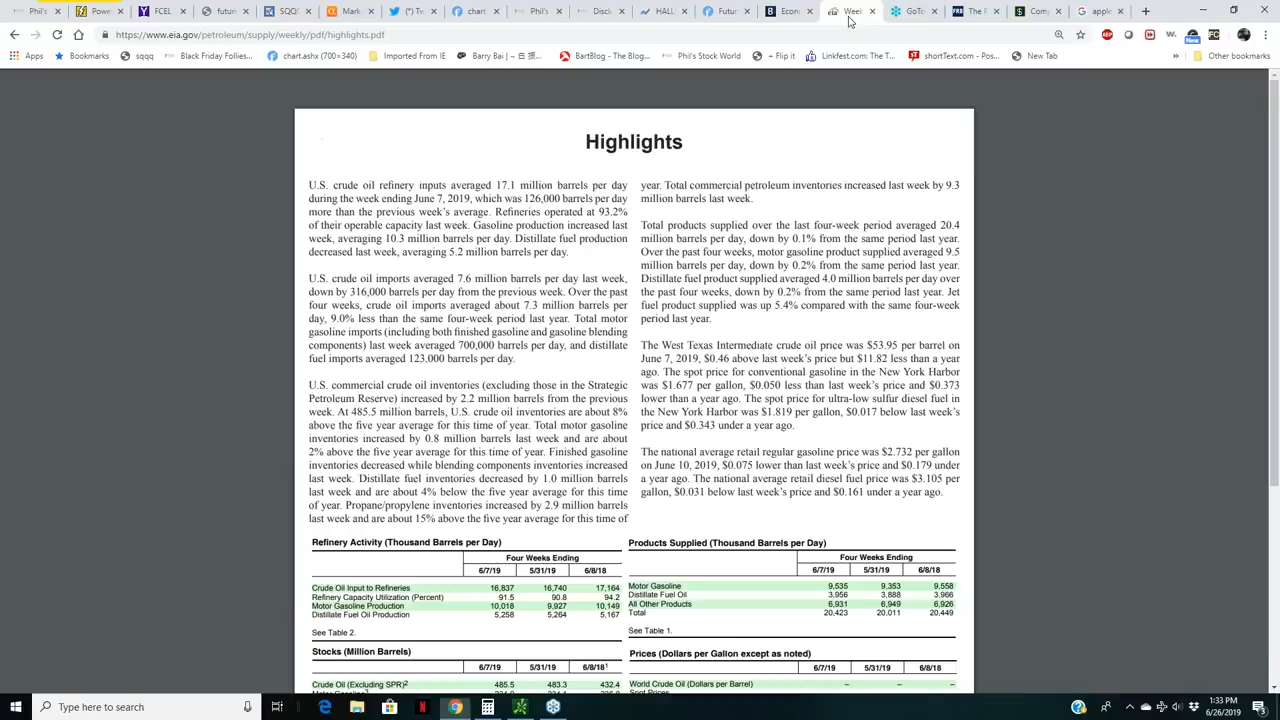 Phil's
Powe
FCEL
SQQ(
Mark
chart
Phil's
Discl
HALL
Futur
Econ
Week
GoTc
The F
Comp
apple
https://www.eia.gov/petroleum/supply/weekly/pdf/highlights.pdf
Apps
Bookmarks
sqqq
Black Friday Follies...
chart.ashx (700×340)
Imported From IE
BartBlog - The Blog...
Phil's Stock World
+ Flip it
Linkfest.com: The T...
shortText.com - Pos...
New Tab
»
Other bookmarks
Highlights
U.S. crude oil refinery inputs averaged 17.1 million barrels per day
during the week ending June 7, 2019, which was 126,000 barrels per day
more than the previous week's average. Refineries operated at 93.2%
of their operable capacity last week. Gasoline production increased last
week, averaging 10.3 million barrels per day. Distillate fuel production
decreased last week, averaging 5.2 million barrels per day.
U.S. crude oil imports averaged 7.6 million barrels per day last week,
down by 316,000 barrels per day from the previous week. Over the past
four weeks, crude oil imports averaged about 7.3 million barrels per
day, 9.0% less than the same four-week period last year. Total motor
gasoline imports (including both finished gasoline and gasoline blending
components) last week averaged 700,000 barrels per day, and distillate
fuel imports averaged 123,000 barrels per day.
U.S. commercial crude oil inventories (excluding those in the Strategic
Petroleum Reserve) increased by 2.2 million barrels from the previous
week. At 485.5 million barrels, U.S. crude oil inventories are about 8%
above the five year average for this time of year. Total motor gasoline
inventories increased by 0.8 million barrels last week and are about
2% above the five year average for this time of year. Finished gasoline
inventories decreased while blending components inventories increased
last week. Distillate fuel inventories decreased by 1.0 million barrels
last week and are about 4% below the five year average for this time
of year. Propane/propylene inventories increased by 2.9 million barrels
last week and are about 15% above the five year average for this time of
year. Total commercial petroleum inventories increased last week by 9.3
million barrels last week.
Total products supplied over the last four-week period averaged 20.4
million barrels per day, down by 0.1% from the same period last year.
Over the past four weeks, motor gasoline product supplied averaged 9.5
million barrels per day, down by 0.2% from the same period last year.
Distillate fuel product supplied averaged 4.0 million barrels per day over
the past four weeks, down by 0.2% from the same period last year. Jet
fuel product supplied was up 5.4% compared with the same four-week
period last year.
The West Texas Intermediate crude oil price was $53.95 per barrel on
June 7, 2019, $0.46 above last week's price but $11.82 less than a year
ago. The spot price for conventional gasoline in the New York Harbor
was $1.677 per gallon, $0.050 less than last week's price and $0.373
lower than a year ago. The spot price for ultra-low sulfur diesel fuel in
the New York Harbor was $1.819 per gallon, $0.017 below last week's
price and $0.343 under a year ago.
The national average retail regular gasoline price was $2.732 per gallon
on June 10, 2019, $0.075 lower than last week's price and $0.179 under
a year ago. The national average retail diesel fuel price was $3.105 per
gallon, $0.031 below last week's price and $0.161 under a year ago.
Refinery Activity (Thousand Barrels per Day)
Four Weeks Ending
6/7/19 5/31/19 6/8/18
Crude Oil Input to Refineries 16,837 16,740 17,164
Refinery Capacity Utilization (Percent) 91.5 90.8 94.2
Motor Gasoline Production 10,018 9,927 10,149
Distillate Fuel Oil Production 5,258 5,264 5,167
See Table 2.
Products Supplied (Thousand Barrels per Day)
Four Weeks Ending
6/7/19 5/31/19 6/8/18
Motor Gasoline 9,535 9,353 9,558
Distillate Fuel Oil 3,956 3,888 3,966
All Other Products 6,931 6,949 6,926
Total 20,423 20,011 20,449
See Table 1.
Stocks (Million Barrels)
6/7/19 5/31/19 6/8/18¹
Crude Oil (Excluding SPR)² 485.5 483.3 432.4
Prices (Dollars per Gallon except as noted)
6/7/19 5/31/19 6/8/18
World Crude Oil (Dollars per Barrel) – – –
Type here to search
1:33 PM
6/26/2019